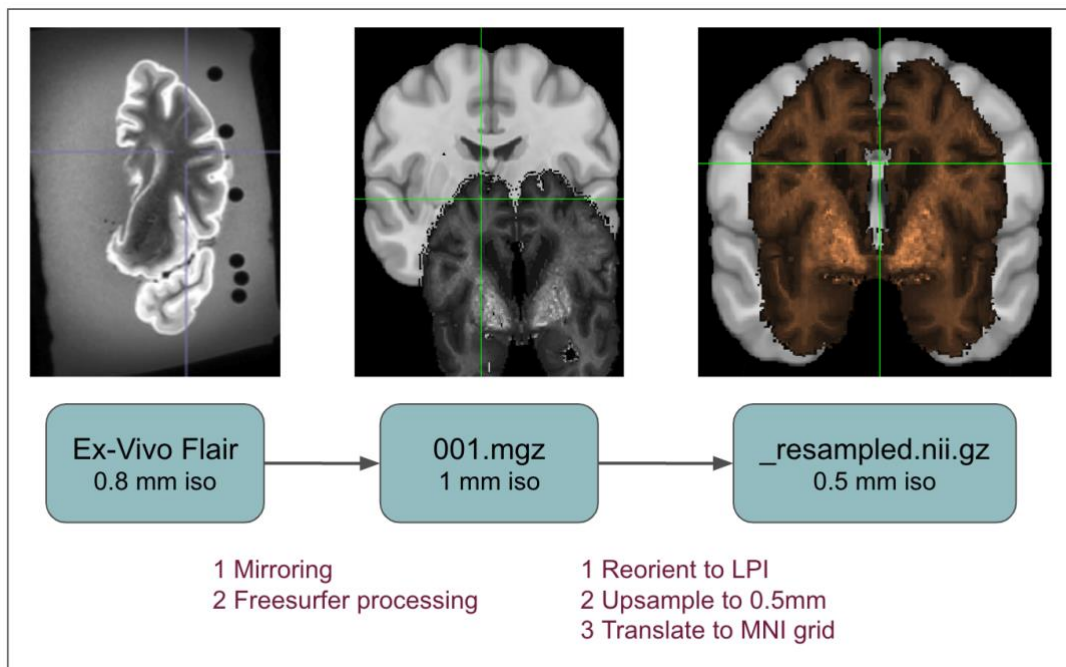 Ex-Vivo Flair
0.8 mm iso
001.mgz
1 mm iso
_resampled.nii.gz
0.5 mm iso
1 Mirroring
2 Freesurfer processing
1 Reorient to LPI
2 Upsample to 0.5mm
3 Translate to MNI grid